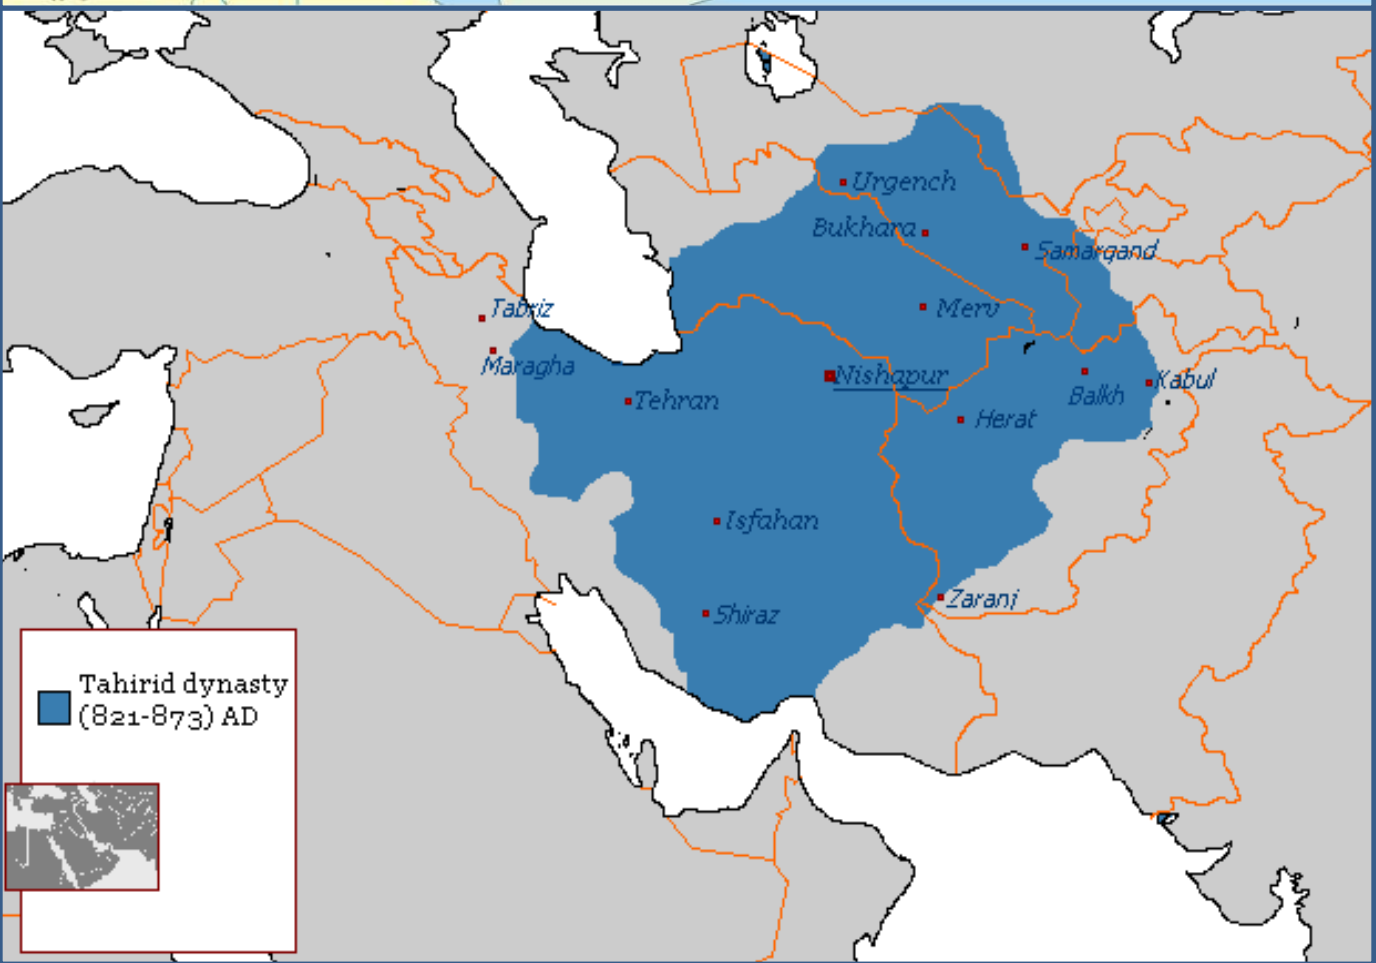 Urgench
Bukhara
Samarqand
Tabriz
Merv
Maragha
Nishapur
Kabul
Tehran
Balkh
Herat
Isfahan
Zaranj
Shiraz
Tahirid dynasty
(821-873) AD